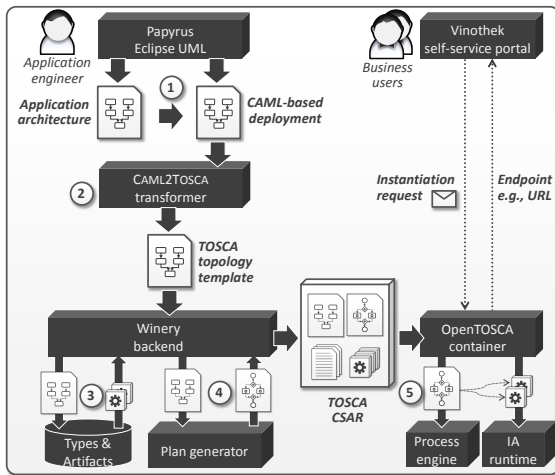 Papyrus
Eclipse UML
Vinothek
self-service portal
Application
engineer
Business
users
Application
architecture
1
CAML-based
deployment
2
CAML2TOSCA
transformer
Instantiation
request
Endpoint
e.g., URL
TOSCA
topology
template
Winery
backend
OpenTOSCA
container
3
4
5
TOSCA
CSAR
Types &
Artifacts
Plan generator
Process
engine
IA
runtime